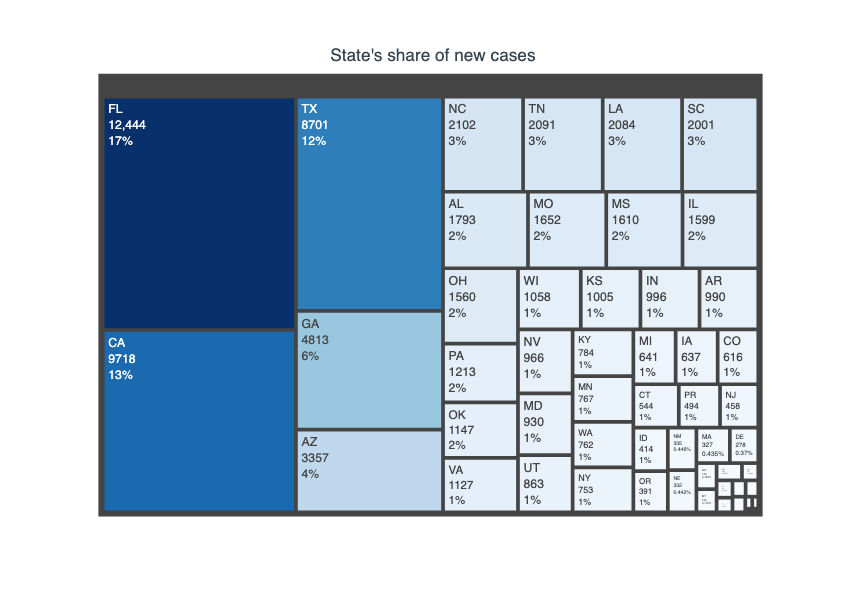 State's share of new cases
FL
12,444
17%
CA
9718
13%
TX
8701
12%
GA
4813
6%
AZ
3357
4%
NC
2102
3%
TN
2091
3%
LA
2084
3%
SC
2001
3%
AL
1793
2%
MO
1652
2%
MS
1610
2%
IL
1599
2%
OH
1560
2%
PA
1213
2%
OK
1147
2%
VA
1127
1%
WI
1058
1%
KS
1005
1%
IN
996
1%
AR
990
1%
NV
966
1%
MD
930
1%
UT
863
1%
KY
784
1%
MN
767
1%
WA
762
1%
NY
753
1%
MI
641
1%
IA
637
1%
CO
616
1%
CT
544
1%
PR
494
1%
NJ
458
1%
ID
414
1%
OR
391
1%
NM
335
0.446%
NE
332
0.442%
MA
327
0.435%
DE
278
0.37%